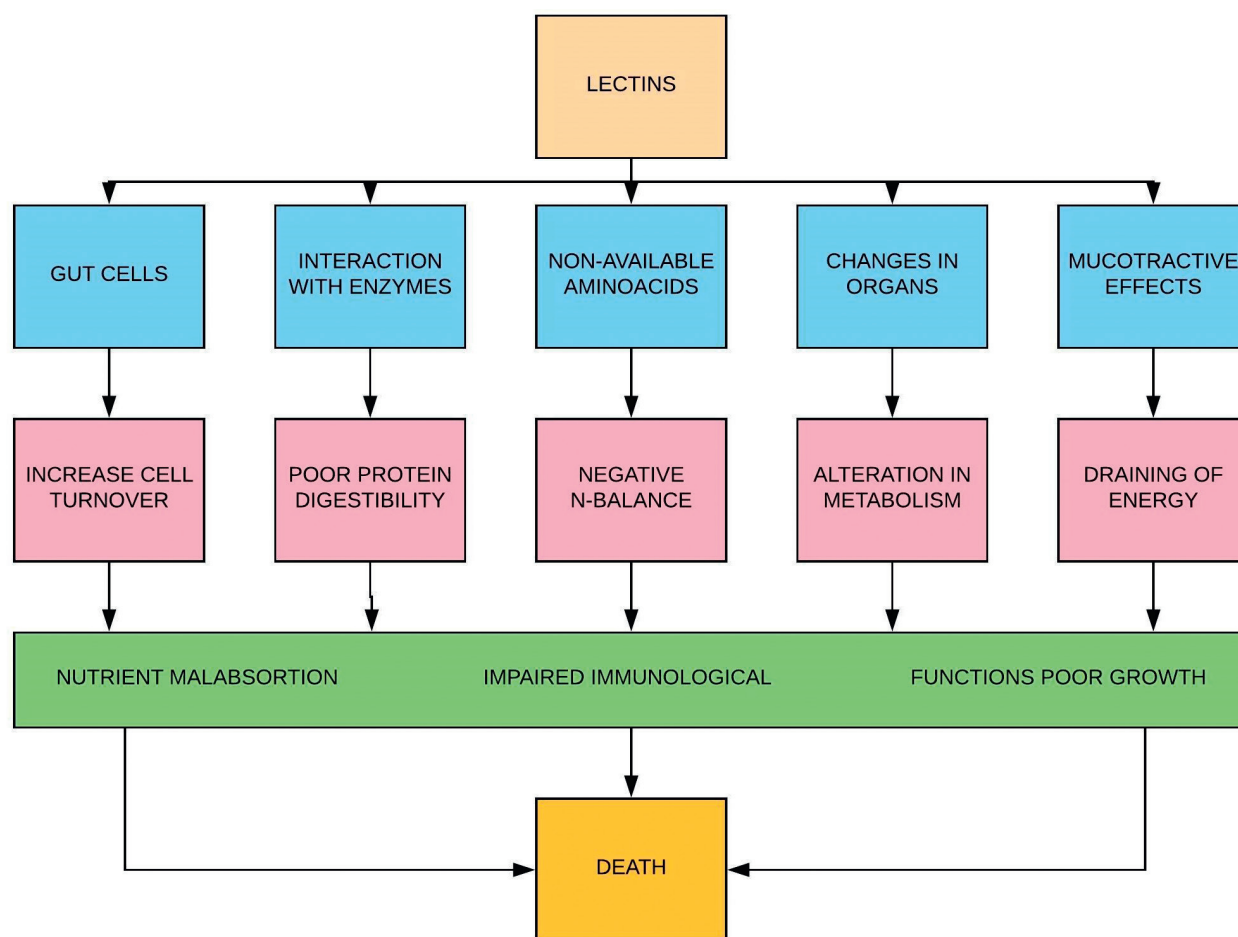 LECTINS
GUT CELLS
INTERACTION
WITH ENZYMES
NON-AVAILABLE
AMINOACIDS
CHANGES IN
ORGANS
MUCOTRACTIVE
EFFECTS
INCREASE CELL
TURNOVER
POOR PROTEIN
DIGESTIBILITY
NEGATIVE
N-BALANCE
ALTERATION IN
METABOLISM
DRAINING OF
ENERGY
NUTRIENT MALABSORTION
IMPAIRED IMMUNOLOGICAL
FUNCTIONS POOR GROWTH
DEATH